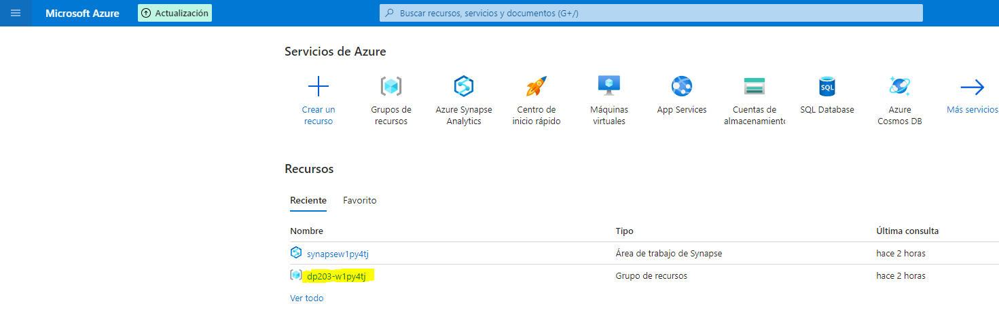 Microsoft Azure
Actualización
Buscar recursos, servicios y documentos (G+/)
Servicios de Azure
Crear un
recurso
Grupos de
recursos
Azure Synapse
Analytics
Centro de
inicio rápido
Máquinas
virtuales
App Services
Cuentas de
almacenamiento
SQL
SQL Database
Azure
Cosmos DB
Más servicios
Recursos
Reciente Favorito
Nombre Tipo Última consulta
synapsew1py4tj Área de trabajo de Synapse hace 2 horas
dp203-w1py4tj Grupo de recursos hace 2 horas
Ver todo